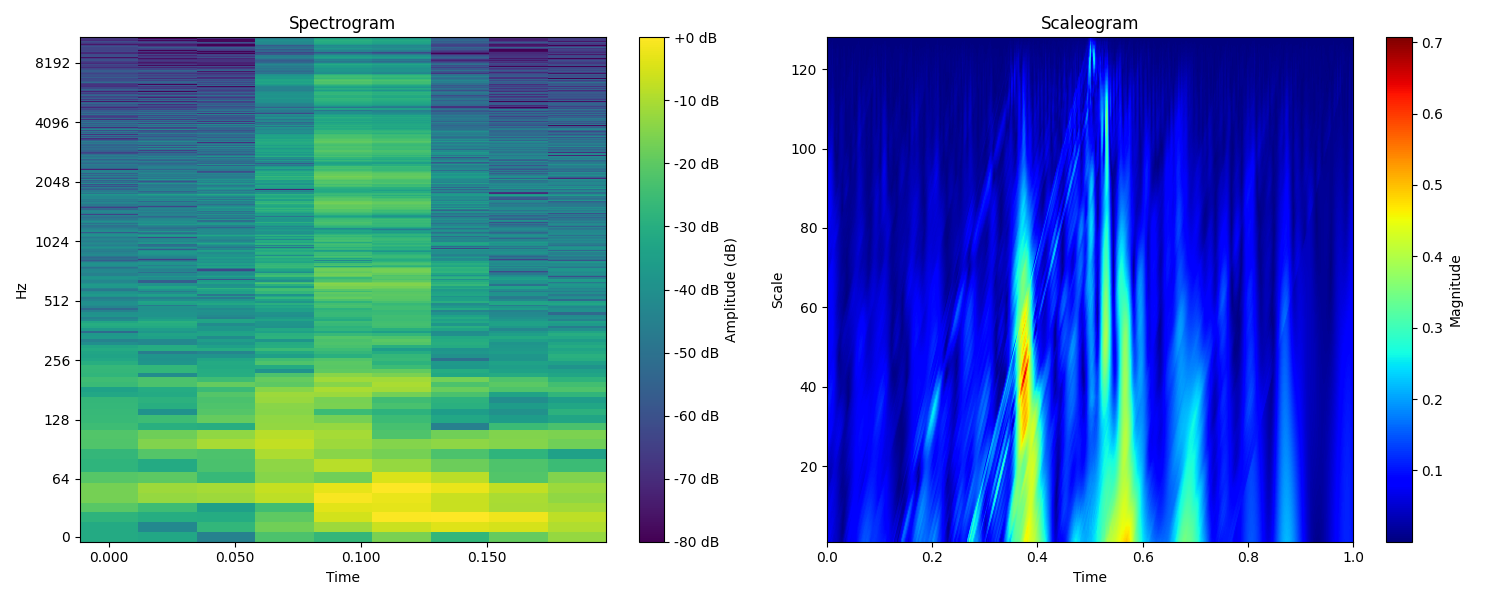 Spectrogram
Hz
8192
4096
2048
1024
512
256
128
64
0
0.000 0.050 0.100 0.150
Time
+0 dB
-10 dB
-20 dB
-30 dB
-40 dB
-50 dB
-60 dB
-70 dB
-80 dB
Amplitude (dB)
Scaleogram
Scale
120
100
80
60
40
20
0.0 0.2 0.4 0.6 0.8 1.0
Time
0.7
0.6
0.5
0.4
0.3
0.2
0.1
Magnitude